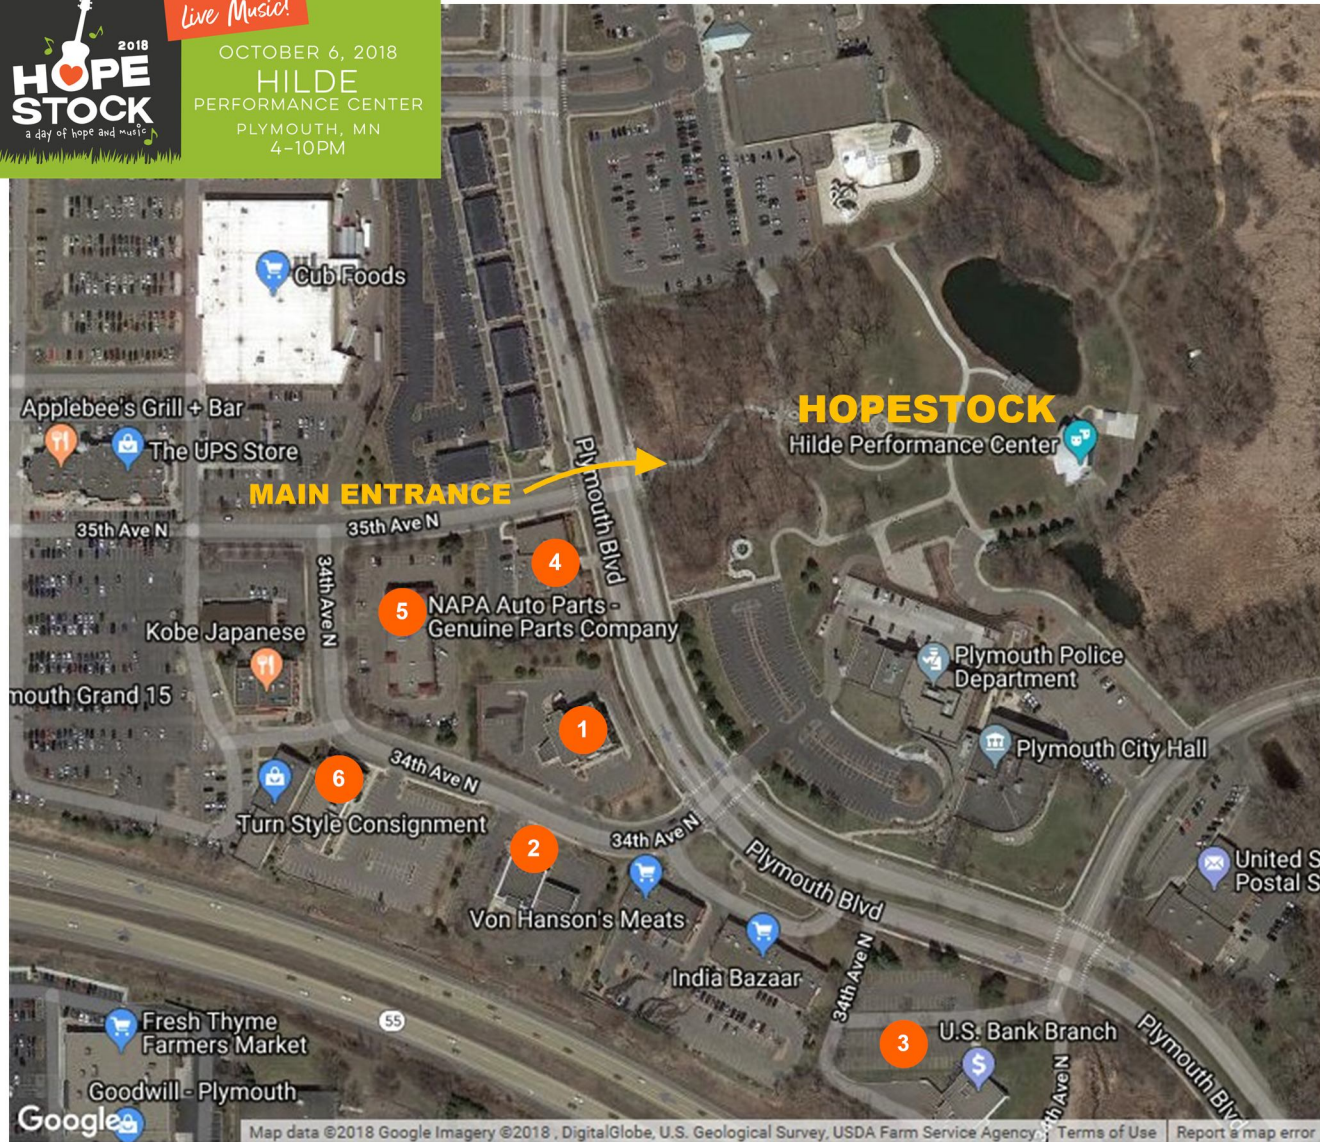 Live Music!
2018
HOPE
STOCK
a day of hope and music
OCTOBER 6, 2018
HILDE
PERFORMANCE CENTER
PLYMOUTH, MN
4-10PM
Cub Foods
Applebee's Grill + Bar
The UPS Store
HOPESTOCK
Hilde Performance Center
MAIN ENTRANCE
Plymouth Blvd
35th Ave N
35th Ave N
34th Ave N
4
5
NAPA Auto Parts -
Genuine Parts Company
Kobe Japanese
Plymouth Police
Department
mouth Grand 15
1
Plymouth City Hall
34th Ave N
6
Turn Style Consignment
34th Ave N
2
Plymouth Blvd
United S
Postal S
Von Hanson's Meats
India Bazaar
34th Ave N
55
Fresh Thyme
Farmers Market
3
U.S. Bank Branch
Plymouth Blvd
th Ave N
Goodwill - Plymouth
Google
Map data ©2018 Google Imagery ©2018 , DigitalGlobe, U.S. Geological Survey, USDA Farm Service Agency
Terms of Use
Report a map error